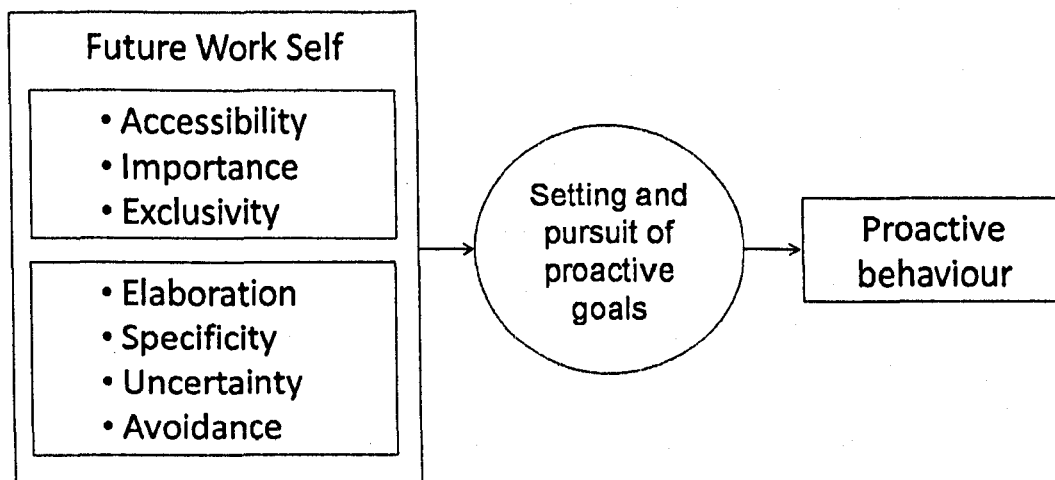 Future Work Self
• Accessibility
• Importance
• Exclusivity
• Elaboration
• Specificity
• Uncertainty
• Avoidance
Setting and
pursuit of
proactive
goals
Proactive
behaviour